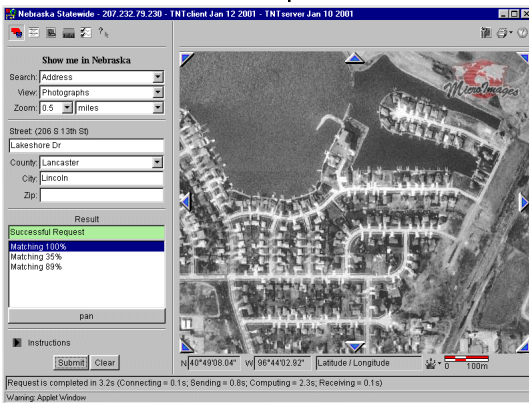 Nebraska Statewide - 207.232.79.230 - TNTclient Jan 12 2001 - TNTserver Jan 10 2001
Show me in Nebraska
Search: Address
View: Photographs
Zoom: 0.5 miles
Street: (206 S 13th St)
Lakeshore Dr
County: Lancaster
City: Lincoln
Zip:
Result
Successful Request
Matching 100%
Matching 35%
Matching 89%
pan
Instructions
Submit Clear
MicroImages
N 40°49'08.04" W 96°44'02.92" Latitude / Longitude 0 100m
Request is completed in 3.2s (Connecting = 0.1s; Sending = 0.8s; Computing = 2.3s; Receiving = 0.1s)
Warning: Applet Window